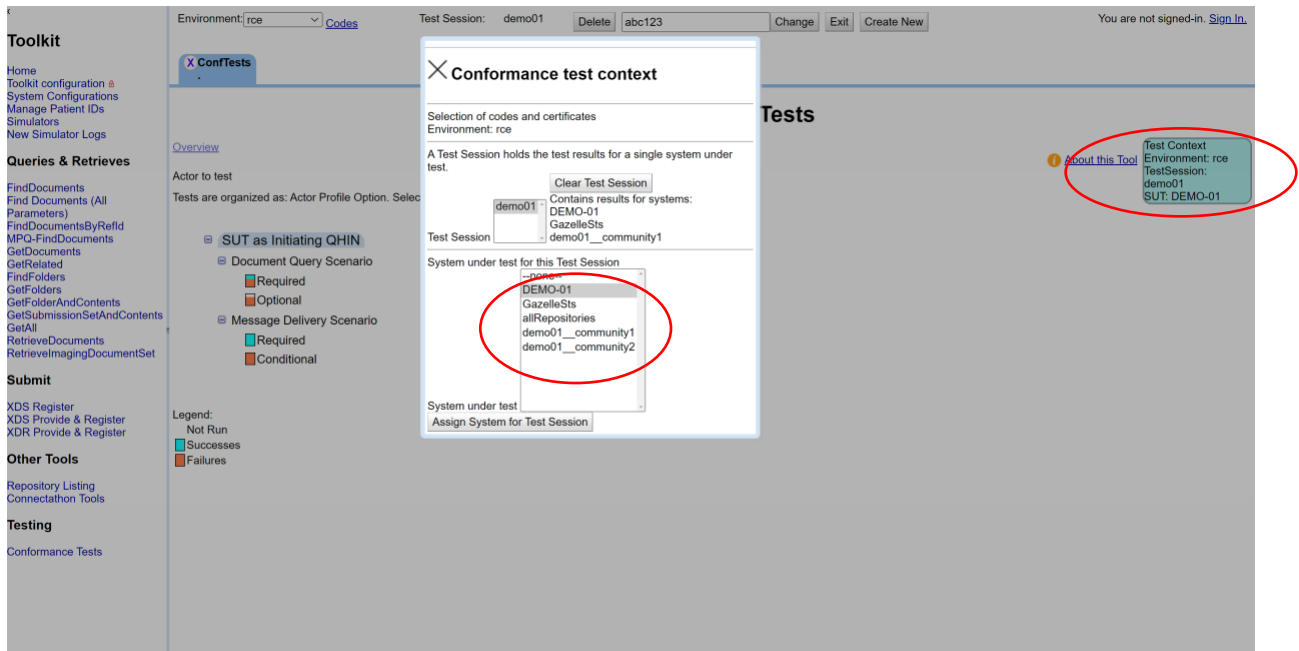 x
Toolkit
Home
Toolkit configuration
System Configurations
Manage Patient IDs
Simulators
New Simulator Logs
Queries & Retrieves
FindDocuments
Find Documents (All
Parameters)
FindDocumentsByRefId
MPQ-FindDocuments
GetDocuments
GetRelated
FindFolders
GetFolders
GetFolderAndContents
GetSubmissionSetAndContents
GetAll
RetrieveDocuments
RetrieveImagingDocumentSet
Submit
XDS Register
XDS Provide & Register
XDR Provide & Register
Other Tools
Repository Listing
Connectathon Tools
Testing
Conformance Tests
Environment: rce Codes
Test Session: demo01 Delete abc123 Change Exit Create New
You are not signed-in. Sign In.
X ConfTests
.
Tests
Overview
Actor to test
Tests are organized as: Actor Profile Option. Selec
SUT as Initiating QHIN
Document Query Scenario
Required
Optional
Message Delivery Scenario
Required
Conditional
Legend:
Not Run
Successes
Failures
Conformance test context
Selection of codes and certificates
Environment: rce
A Test Session holds the test results for a single system under
test.
Clear Test Session
demo01
Contains results for systems:
DEMO-01
GazelleSts
Test Session demo01__community1
System under test for this Test Session
--none--
DEMO-01
GazelleSts
allRepositories
demo01__community1
demo01__community2
System under test
Assign System for Test Session
i About this Tool
Test Context
Environment: rce
TestSession:
demo01
SUT: DEMO-01